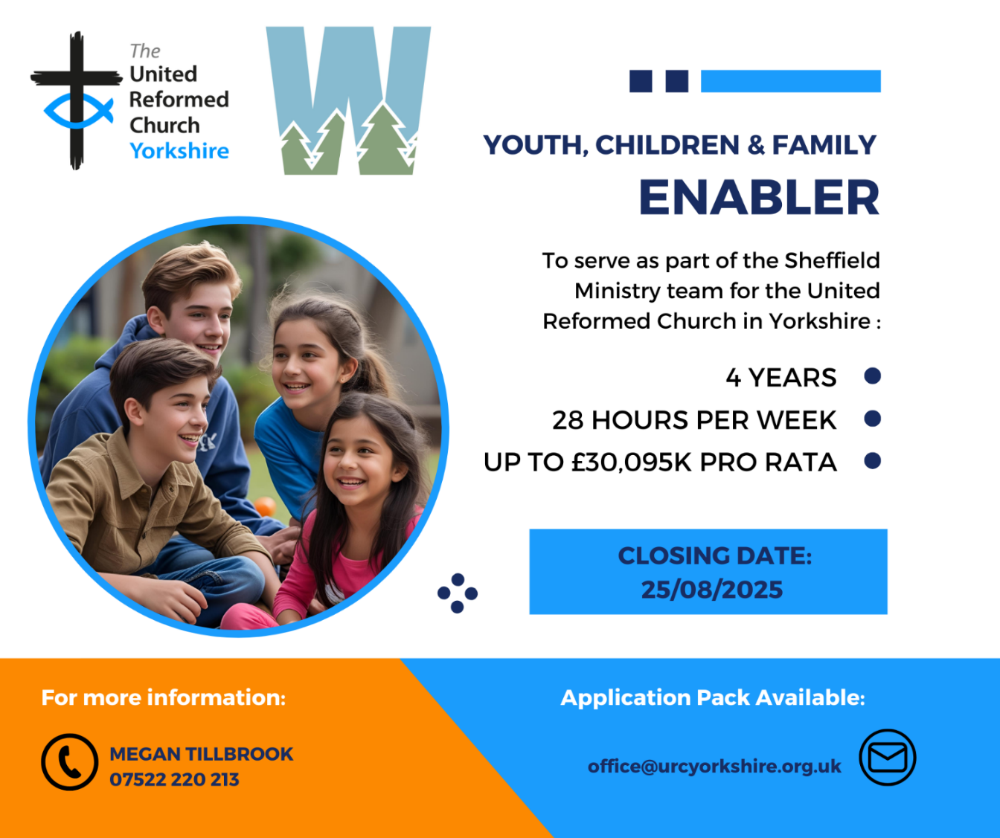 The
United
Reformed
Church
Yorkshire
W
YOUTH, CHILDREN & FAMILY
ENABLER
To serve as part of the Sheffield
Ministry team for the United
Reformed Church in Yorkshire :
4 YEARS
28 HOURS PER WEEK
UP TO £30,095K PRO RATA
CLOSING DATE:
25/08/2025
For more information:
MEGAN TILLBROOK
07522 220 213
Application Pack Available:
office@urcyorkshire.org.uk